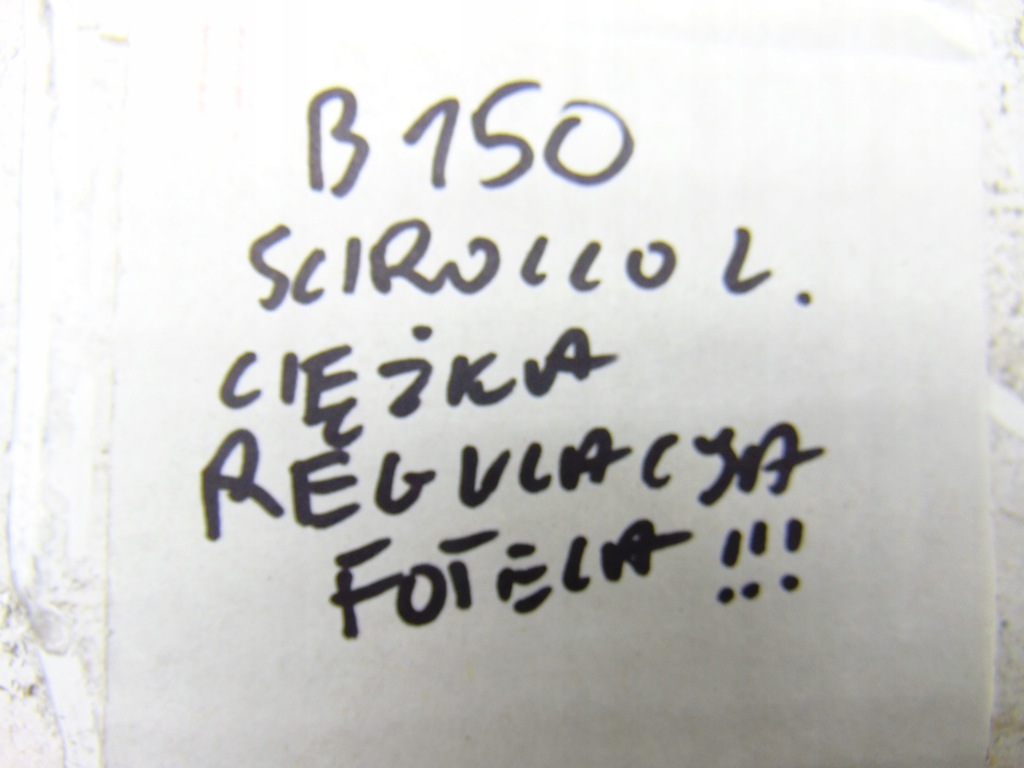 B150
SCIROCCO L.
CIĘŻKA
REGULACJA
FOTELA !!!